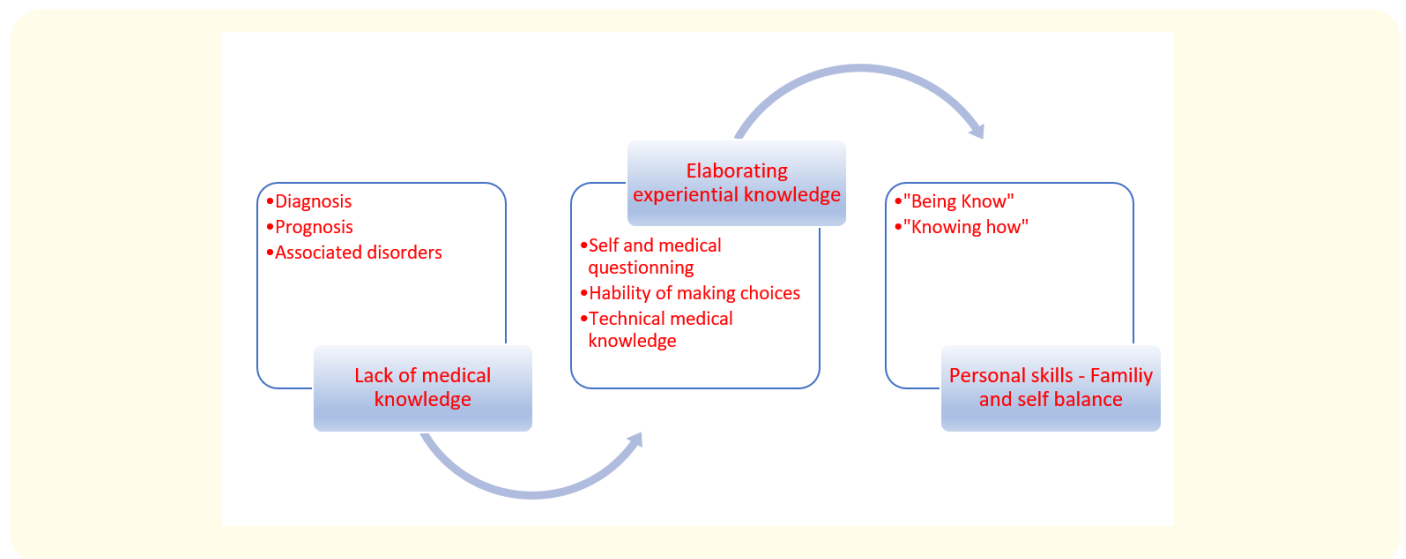 •Diagnosis
•Prognosis
•Associated disorders
Lack of medical
knowledge
Elaborating
experiential knowledge
•Self and medical
questionning
•Hability of making choices
•Technical medical
knowledge
•"Being Know"
•"Knowing how"
Personal skills - Familiy
and self balance